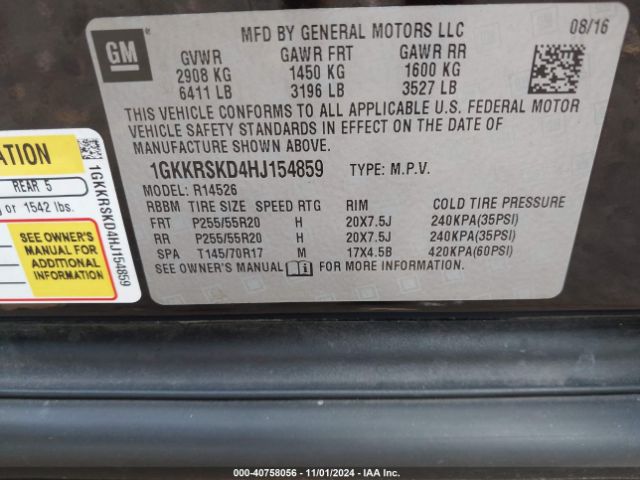 GM
MFD BY GENERAL MOTORS LLC 08/16
GVWR GAWR FRT GAWR RR
2908 KG 1450 KG 1600 KG
6411 LB 3196 LB 3527 LB
THIS VEHICLE CONFORMS TO ALL APPLICABLE U.S. FEDERAL MOTOR
VEHICLE SAFETY STANDARDS IN EFFECT ON THE DATE OF
MANUFACTURE SHOWN ABOVE.
1GKKRSKD4HJ154859 TYPE: M.P.V.
MODEL: R14526
RBBM TIRE SIZE SPEED RTG RIM COLD TIRE PRESSURE
FRT P255/55R20 H 20X7.5J 240KPA(35PSI)
RR P255/55R20 H 20X7.5J 240KPA(35PSI)
SPA T145/70R17 M 17X4.5B 420KPA(60PSI)
SEE OWNER'S MANUAL FOR MORE INFORMATION.
REAR 5
or 1542 lbs.
SEE OWNER'S
MANUAL FOR
ADDITIONAL
INFORMATION
1GKKRSKD4HJ154859
000-40758056 - 11/01/2024 - IAAI.COM